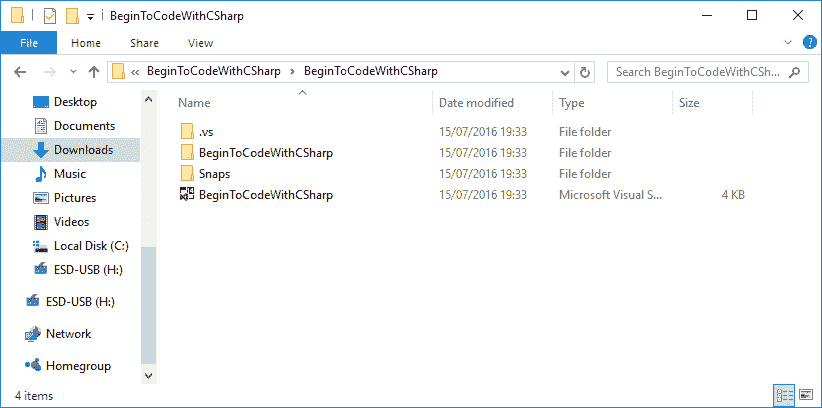 BeginToCodeWithCSharp
File Home Share View
« BeginToCodeWithCSharp > BeginToCodeWithCSharp Search BeginToCodeWithCSh...
Name Date modified Type Size
Desktop
Documents
Downloads
Music
Pictures
Videos
Local Disk (C:)
ESD-USB (H:)
ESD-USB (H:)
Network
Homegroup
.vs 15/07/2016 19:33 File folder
BeginToCodeWithCSharp 15/07/2016 19:33 File folder
Snaps 15/07/2016 19:33 File folder
BeginToCodeWithCSharp 15/07/2016 19:33 Microsoft Visual S... 4 KB
4 items